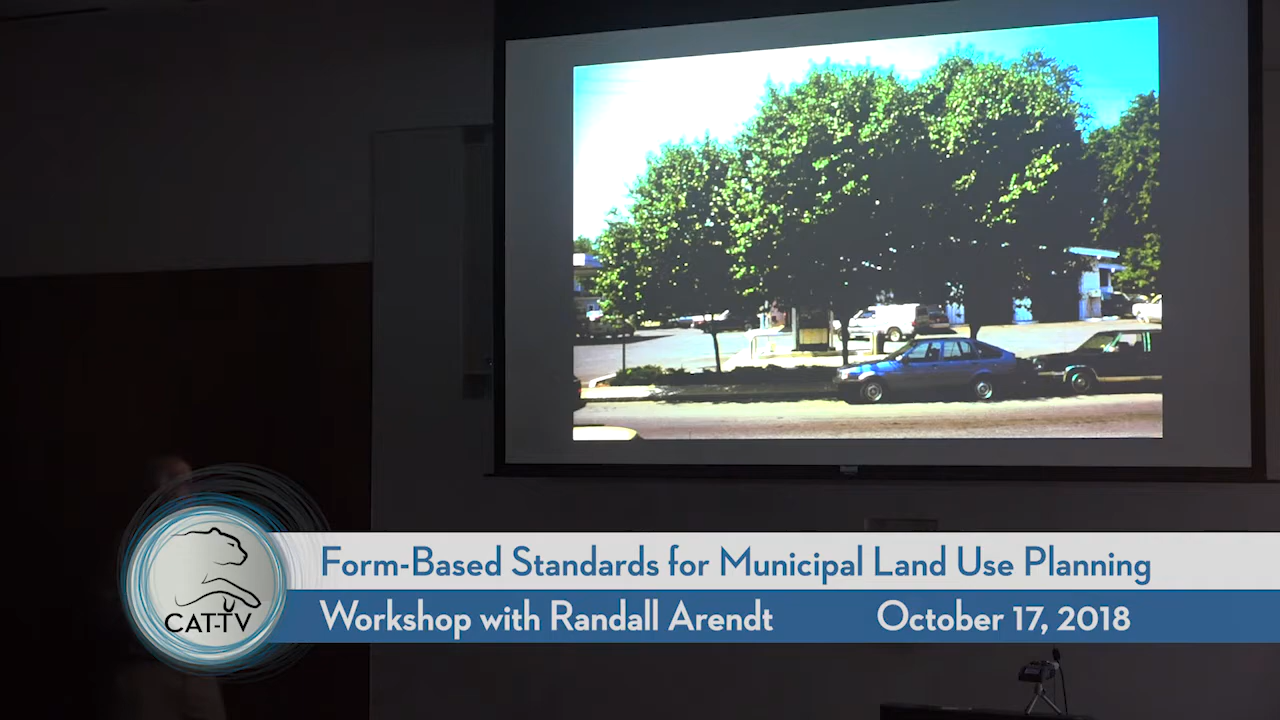 Form-Based Standards for Municipal Land Use Planning
Workshop with Randall Arendt October 17, 2018
CAT-TV